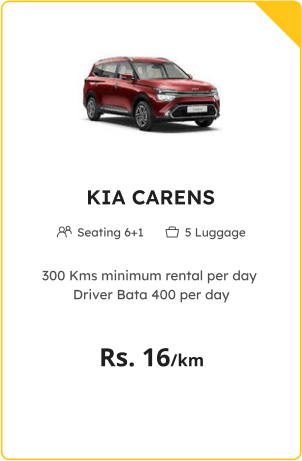 KIA CARENS
Seating 6+1 5 Luggage
300 Kms minimum rental per day
Driver Bata 400 per day
Rs. 16/km